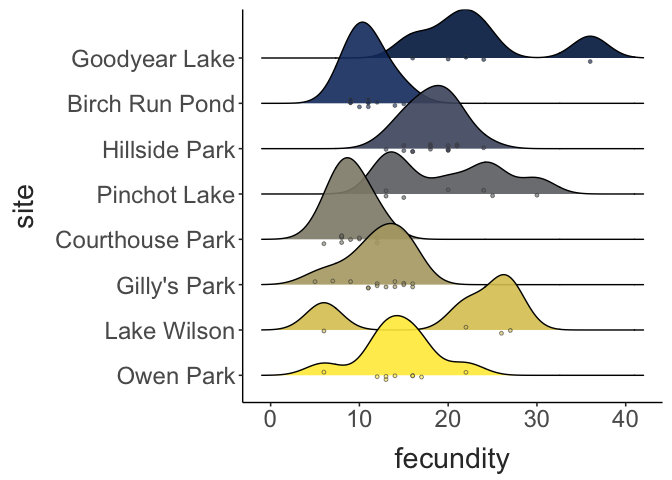 Goodyear Lake
Birch Run Pond
Hillside Park
Pinchot Lake
Courthouse Park
Gilly's Park
Lake Wilson
Owen Park
site
0 10 20 30 40
fecundity